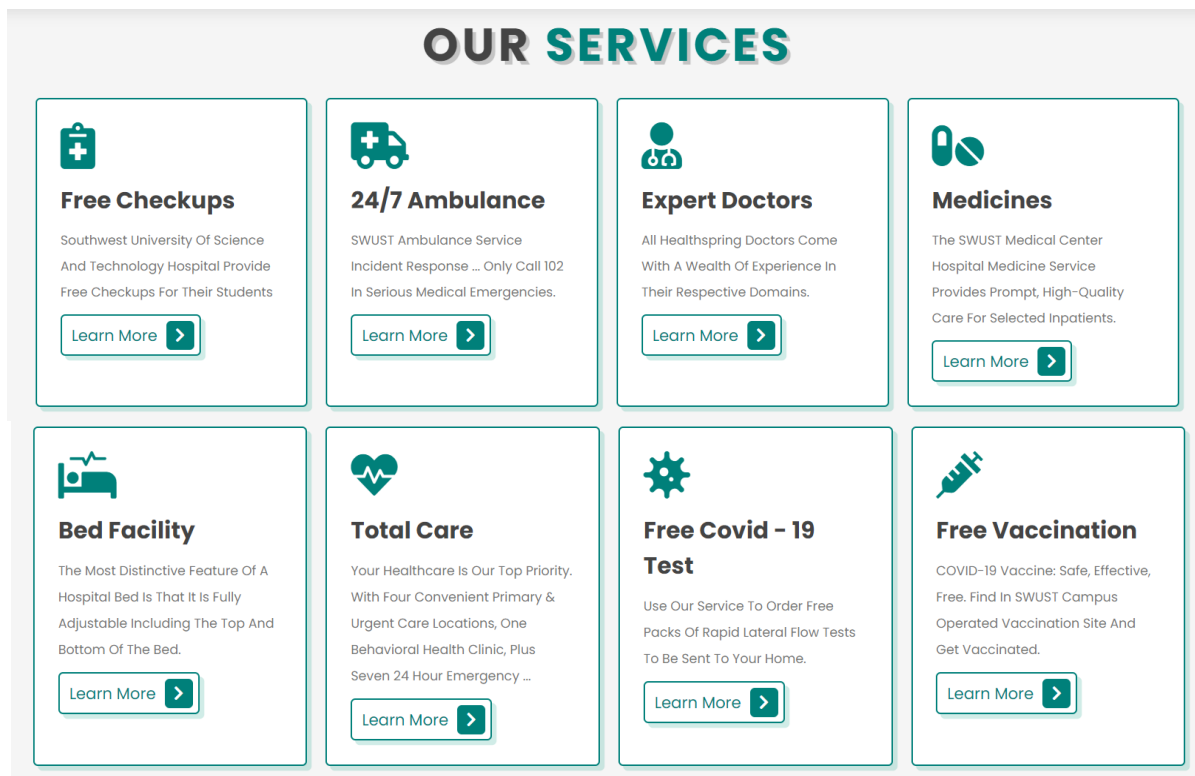 OUR SERVICES
Free Checkups
Southwest University Of Science
And Technology Hospital Provide
Free Checkups For Their Students
Learn More
24/7 Ambulance
SWUST Ambulance Service
Incident Response ... Only Call 102
In Serious Medical Emergencies.
Learn More
Expert Doctors
All Healthspring Doctors Come
With A Wealth Of Experience In
Their Respective Domains.
Learn More
Medicines
The SWUST Medical Center
Hospital Medicine Service
Provides Prompt, High-Quality
Care For Selected Inpatients.
Learn More
Bed Facility
The Most Distinctive Feature Of A
Hospital Bed Is That It Is Fully
Adjustable Including The Top And
Bottom Of The Bed.
Learn More
Total Care
Your Healthcare Is Our Top Priority.
With Four Convenient Primary &
Urgent Care Locations, One
Behavioral Health Clinic, Plus
Seven 24 Hour Emergency ...
Learn More
Free Covid - 19
Test
Use Our Service To Order Free
Packs Of Rapid Lateral Flow Tests
To Be Sent To Your Home.
Learn More
Free Vaccination
COVID-19 Vaccine: Safe, Effective,
Free. Find In SWUST Campus
Operated Vaccination Site And
Get Vaccinated.
Learn More